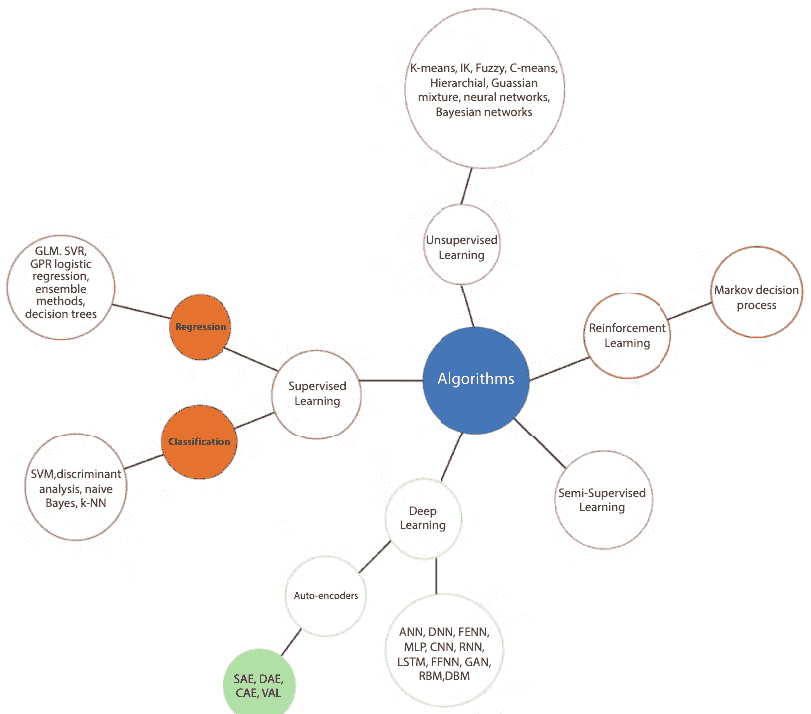 K-means, IK, Fuzzy, C-means,
Hierarchial, Guassian
mixture, neural networks,
Bayesian networks
Unsupervised
Learning
GLM. SVR,
GPR logistic
regression,
ensemble
methods,
decision trees
Regression
Markov decision
process
Reinforcement
Learning
Algorithms
Supervised
Learning
Classification
SVM,discriminant
analysis, naive
Bayes, k-NN
Semi-Supervised
Learning
Deep
Learning
Auto-encoders
ANN, DNN, FENN,
MLP, CNN, RNN,
LSTM, FFNN, GAN,
RBM,DBM
SAE, DAE,
CAE, VAL